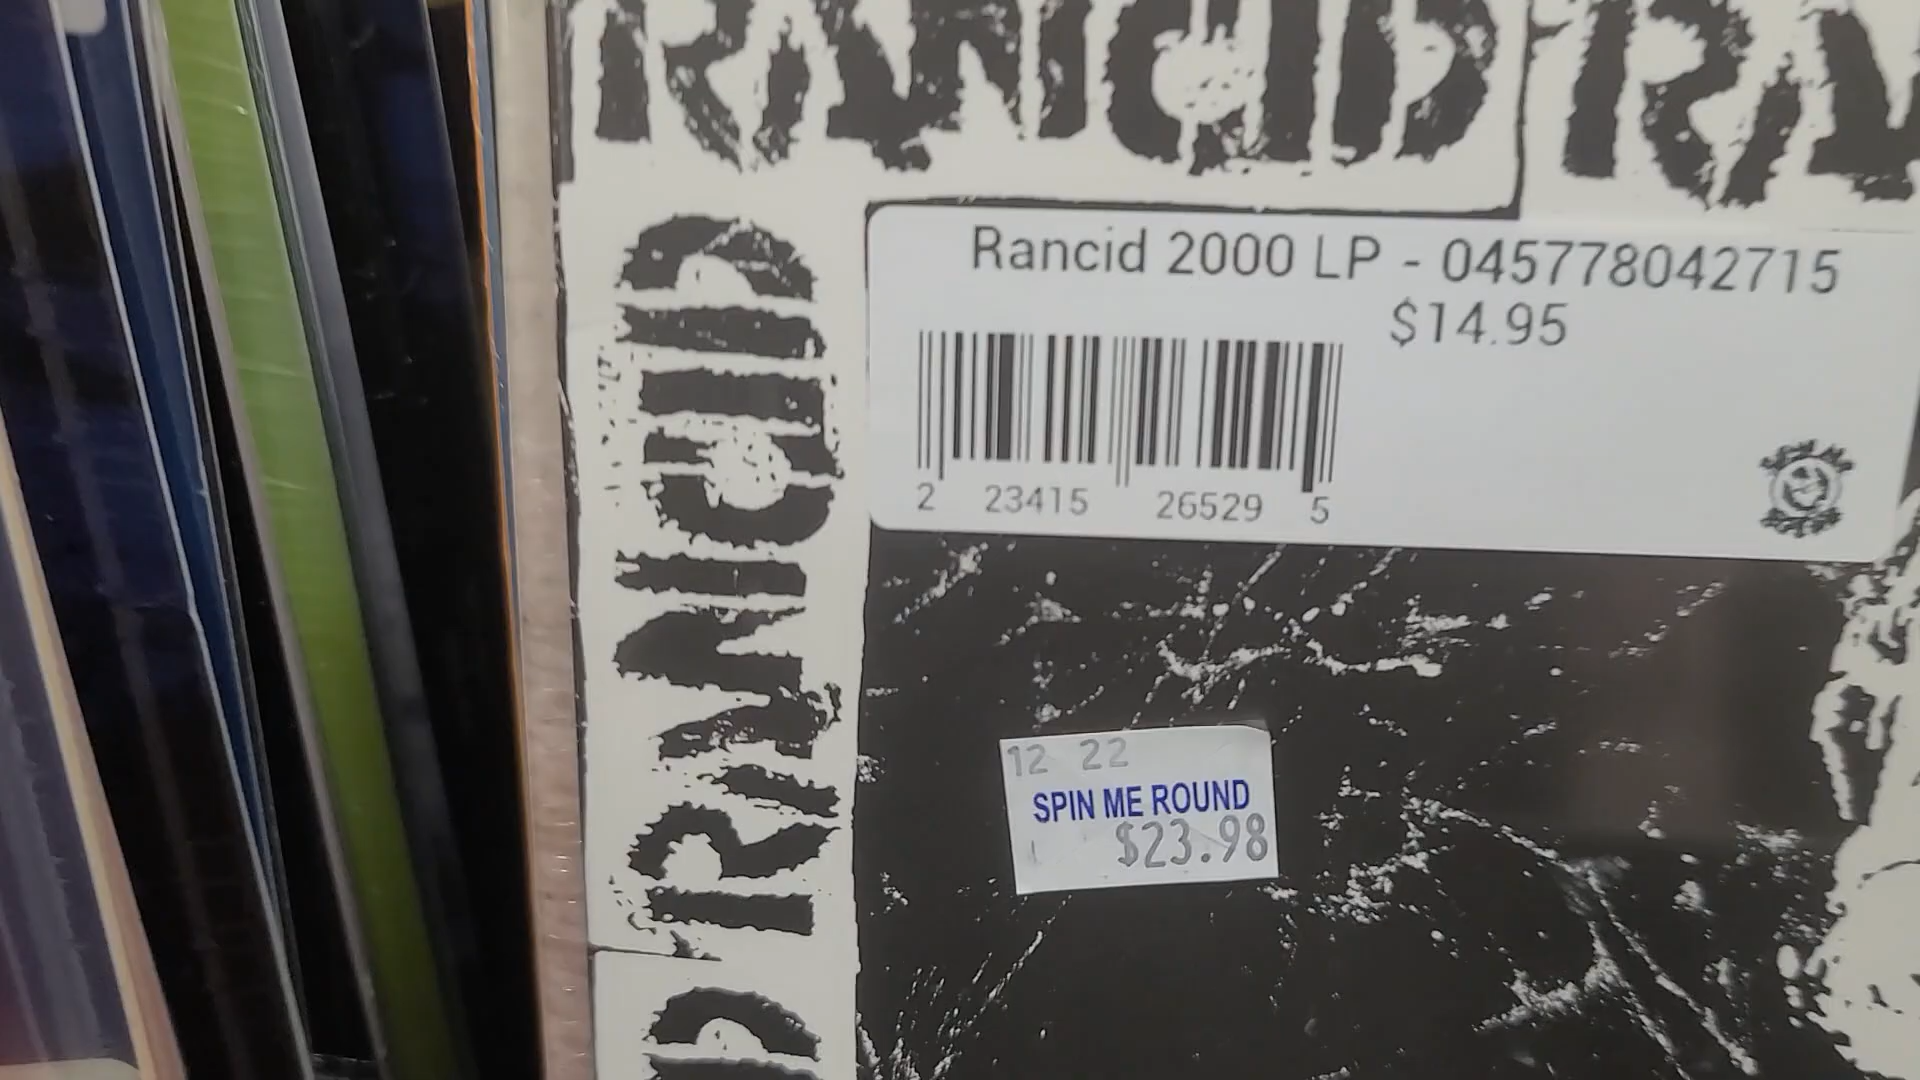 RANCID RA
RANCID
Rancid 2000 LP - 045778042715
$14.95
2 23415 26529 5
12 22
SPIN ME ROUND
$23.98